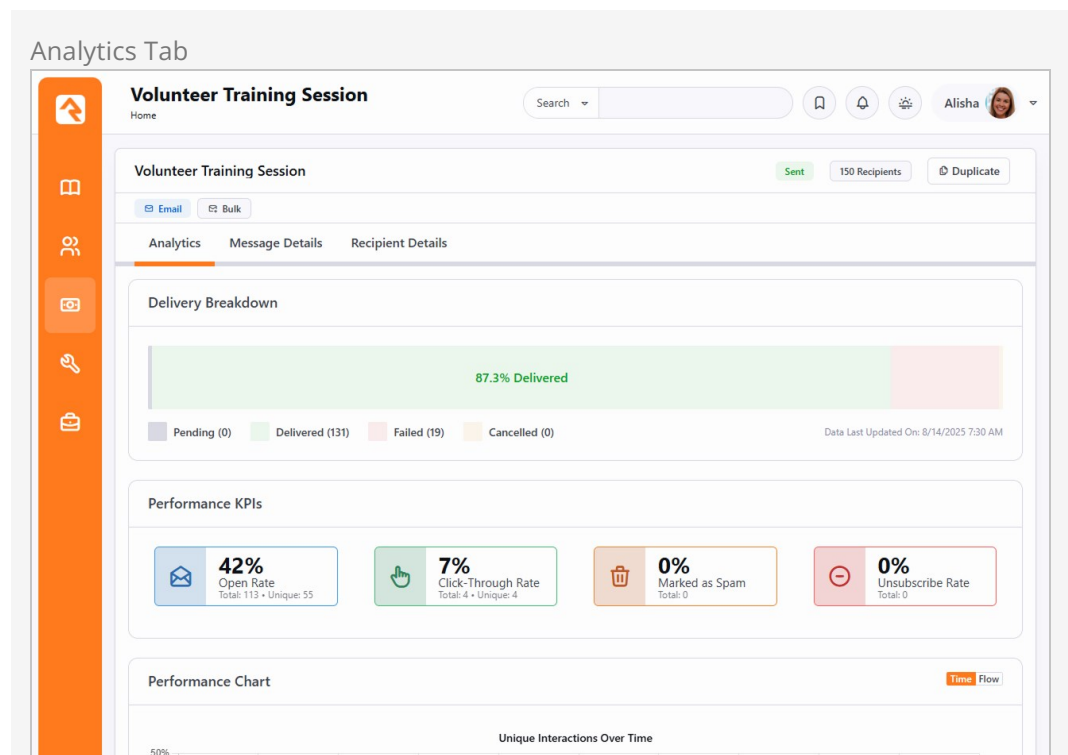 Analytics Tab
Volunteer Training Session
Home
Search
Alisha
Volunteer Training Session
Sent
150 Recipients
Duplicate
Email
Bulk
Analytics
Message Details
Recipient Details
Delivery Breakdown
87.3% Delivered
Pending (0)
Delivered (131)
Failed (19)
Cancelled (0)
Data Last Updated On: 8/14/2025 7:30 AM
Performance KPIs
42%
Open Rate
Total: 113 • Unique: 55
7%
Click-Through Rate
Total: 4 • Unique: 4
0%
Marked as Spam
Total: 0
0%
Unsubscribe Rate
Total: 0
Performance Chart
Time
Flow
Unique Interactions Over Time
50%